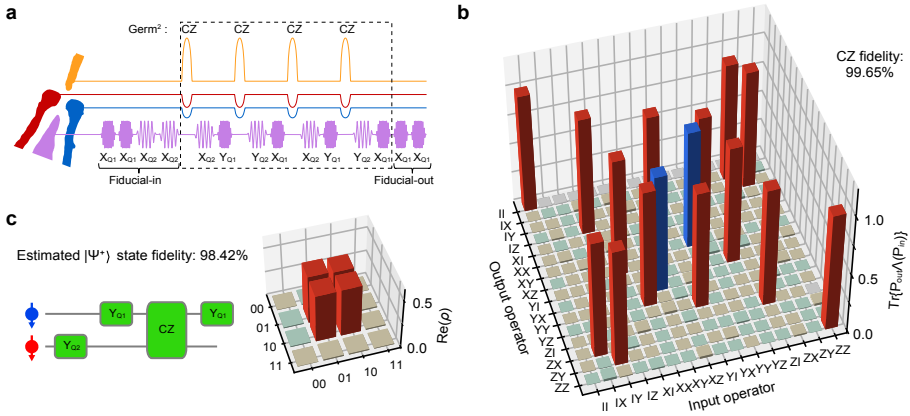 a
Germ² :
CZ CZ CZ CZ
X_Q1 X_Q1 X_Q2 X_Q2 X_Q2 Y_Q1 Y_Q2 X_Q1 X_Q2 Y_Q1 Y_Q2 X_Q1 X_Q1 X_Q1
Fiducial-in
Fiducial-out
b
CZ fidelity:
99.65%
1.0
0.5
0.0
Tr{P_out Λ(P_in)}
II
IX
IY
IZ
XI
XX
XY
XZ
YI
YX
YY
YZ
ZI
ZX
ZY
ZZ
Output operator
II IX IY IZ XI XX XY XZ YI YX YY YZ ZI ZX ZY ZZ
Input operator
c
Estimated |Ψ⁺⟩ state fidelity: 98.42%
Y_Q1
CZ
Y_Q1
Y_Q2
00
01
10
11
00
01
10
11
0.5
0.0
Re(ρ)